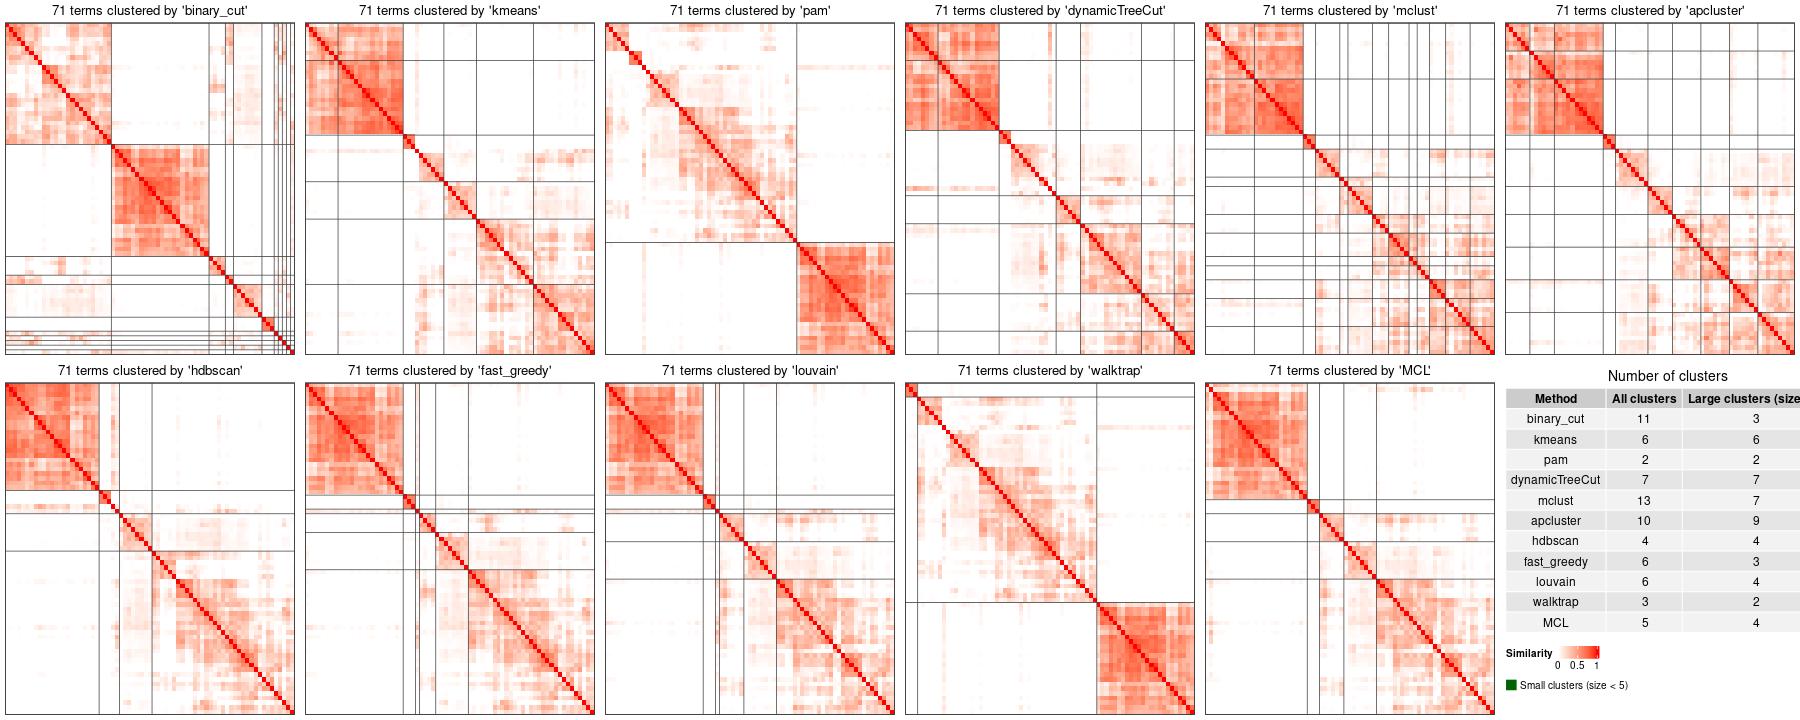 71 terms clustered by 'binary_cut'
71 terms clustered by 'kmeans'
71 terms clustered by 'pam'
71 terms clustered by 'dynamicTreeCut'
71 terms clustered by 'mclust'
71 terms clustered by 'apcluster'
71 terms clustered by 'hdbscan'
71 terms clustered by 'fast_greedy'
71 terms clustered by 'louvain'
71 terms clustered by 'walktrap'
71 terms clustered by 'MCL'
Number of clusters
Method All clusters Large clusters (size
binary_cut 11 3
kmeans 6 6
pam 2 2
dynamicTreeCut 7 7
mclust 13 7
apcluster 10 9
hdbscan 4 4
fast_greedy 6 3
louvain 6 4
walktrap 3 2
MCL 5 4
Similarity
0 0.5 1
Small clusters (size < 5)